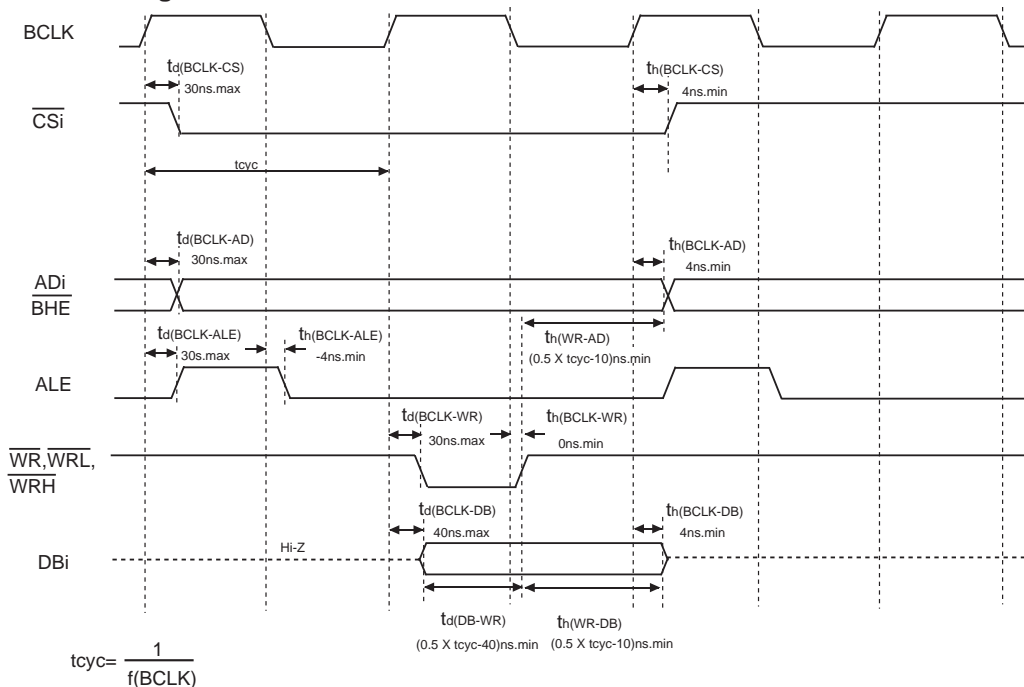 BCLK
td(BCLK-CS)
30ns.max
th(BCLK-CS)
4ns.min
CSi
tcyc
td(BCLK-AD)
30ns.max
th(BCLK-AD)
4ns.min
ADi
BHE
td(BCLK-ALE)
30s.max
th(BCLK-ALE)
-4ns.min
th(WR-AD)
(0.5 X tcyc-10)ns.min
ALE
td(BCLK-WR)
30ns.max
th(BCLK-WR)
0ns.min
WR,WRL,
WRH
td(BCLK-DB)
40ns.max
th(BCLK-DB)
4ns.min
Hi-Z
DBi
td(DB-WR)
(0.5 X tcyc-40)ns.min
th(WR-DB)
(0.5 X tcyc-10)ns.min
tcyc= 1
f(BCLK)